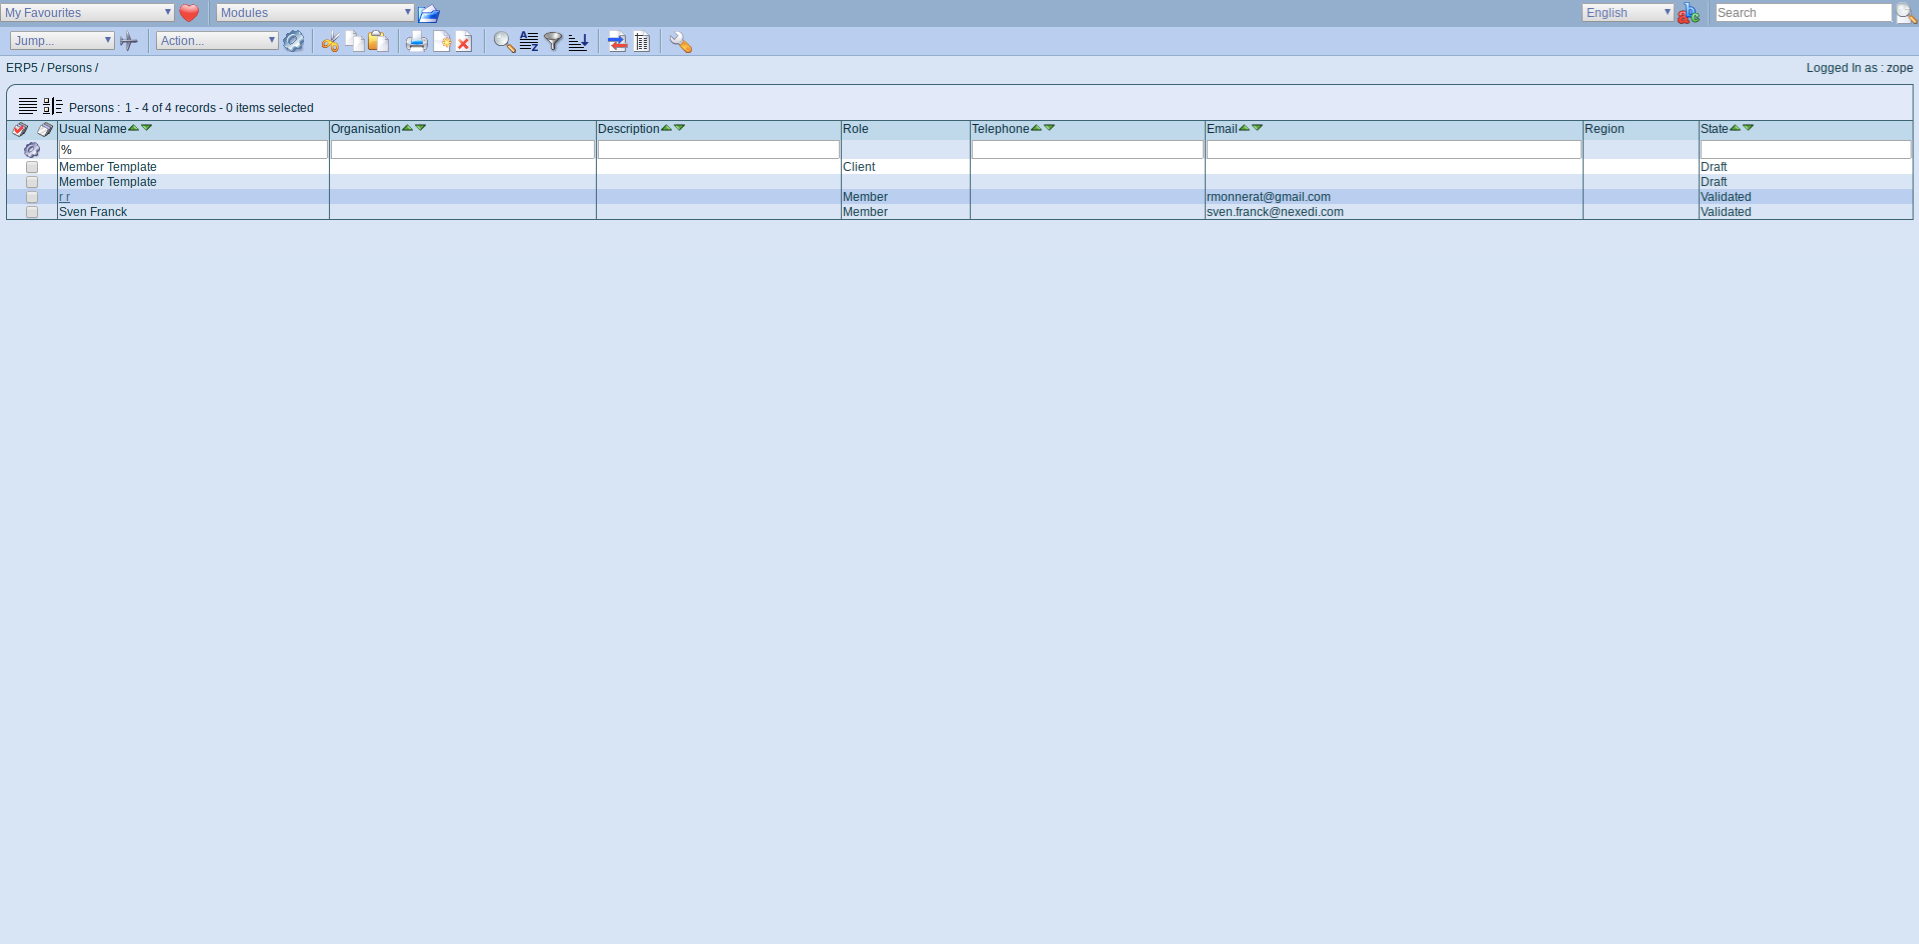 My Favourites Modules English Search
Jump... Action...
ERP5 / Persons / Logged In as : zope
Persons : 1 - 4 of 4 records - 0 items selected
Usual Name Organisation Description Role Telephone Email Region State
%
Member Template Client Draft
Member Template Draft
r r Member rmonnerat@gmail.com Validated
Sven Franck Member sven.franck@nexedi.com Validated